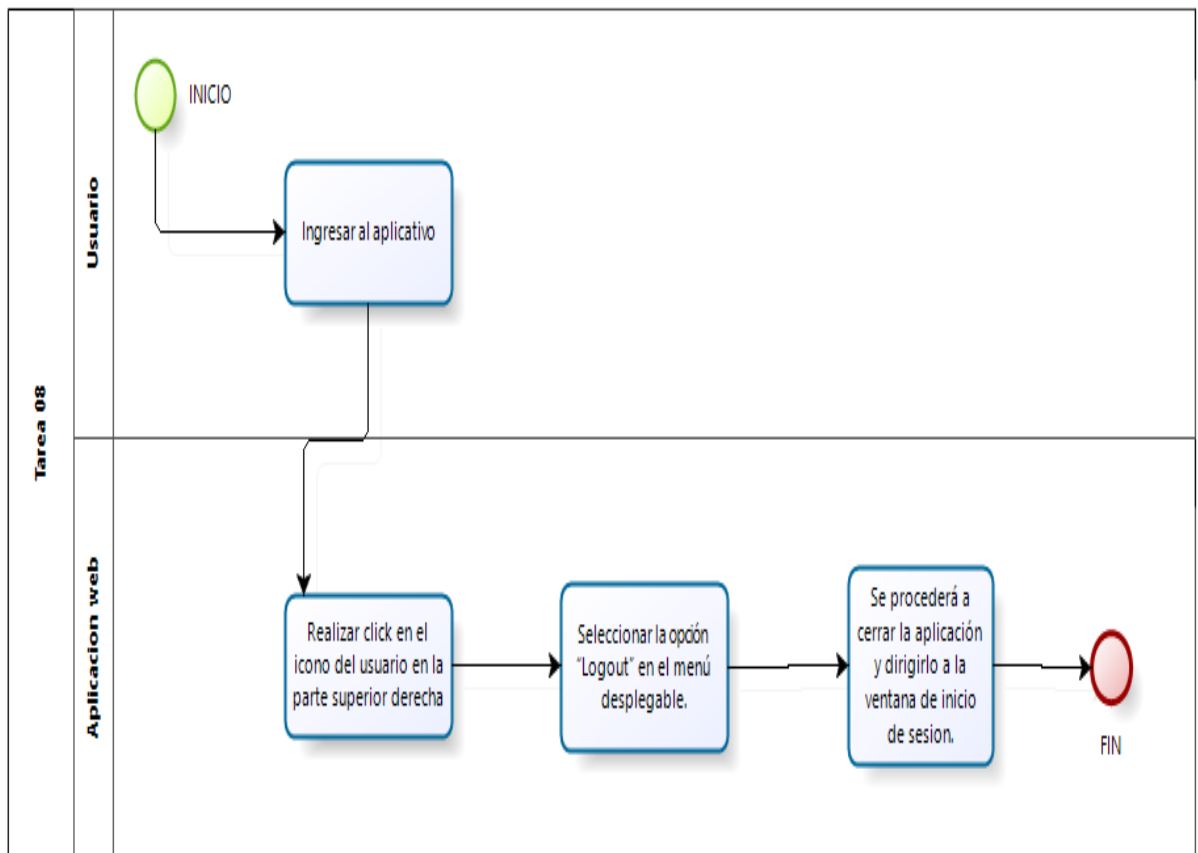 Tarea 08
Usuario
INICIO
Ingresar al aplicativo
Aplicacion web
Realizar click en el
icono del usuario en la
parte superior derecha
Seleccionar la opción
“Logout” en el menú
desplegable.
Se procederá a
cerrar la aplicación
y dirigirlo a la
ventana de inicio
de sesion.
FIN